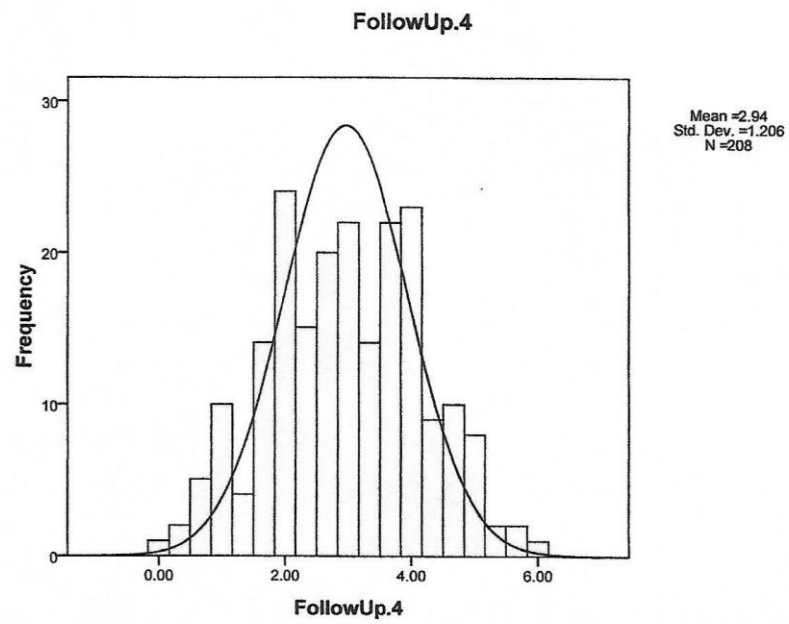 FollowUp.4
Mean =2.94
Std. Dev. =1.206
N =208
30
20
10
0
Frequency
0.00 2.00 4.00 6.00
FollowUp.4